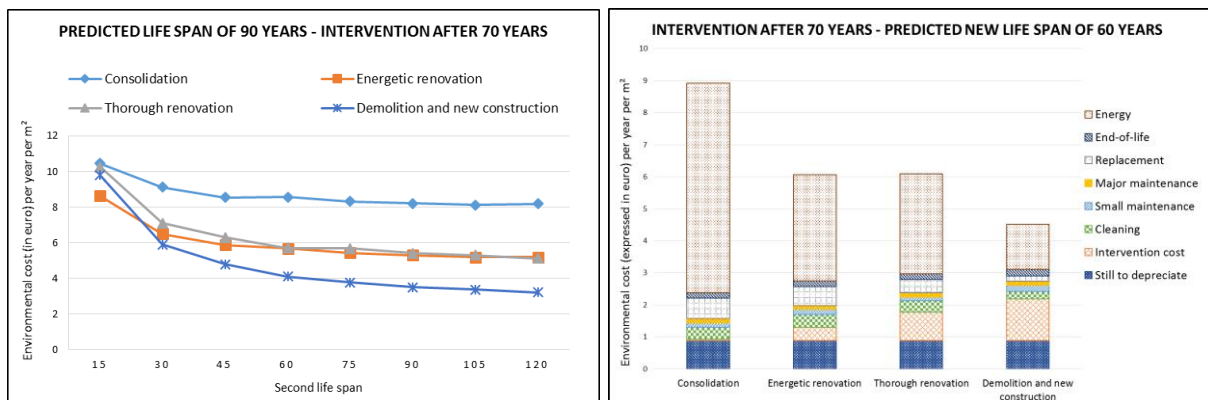 PREDICTED LIFE SPAN OF 90 YEARS - INTERVENTION AFTER 70 YEARS
Consolidation
Energetic renovation
Thorough renovation
Demolition and new construction
Environmental cost (in euro) per year per m²
12
10
8
6
4
2
0
15 30 45 60 75 90 105 120
Second life span
INTERVENTION AFTER 70 YEARS - PREDICTED NEW LIFE SPAN OF 60 YEARS
Environmental cost (expressed in euro) per year per m²
10
9
8
7
6
5
4
3
2
1
0
Consolidation Energetic renovation Thorough renovation Demolition and new
construction
Energy
End-of-life
Replacement
Major maintenance
Small maintenance
Cleaning
Intervention cost
Still to depreciate